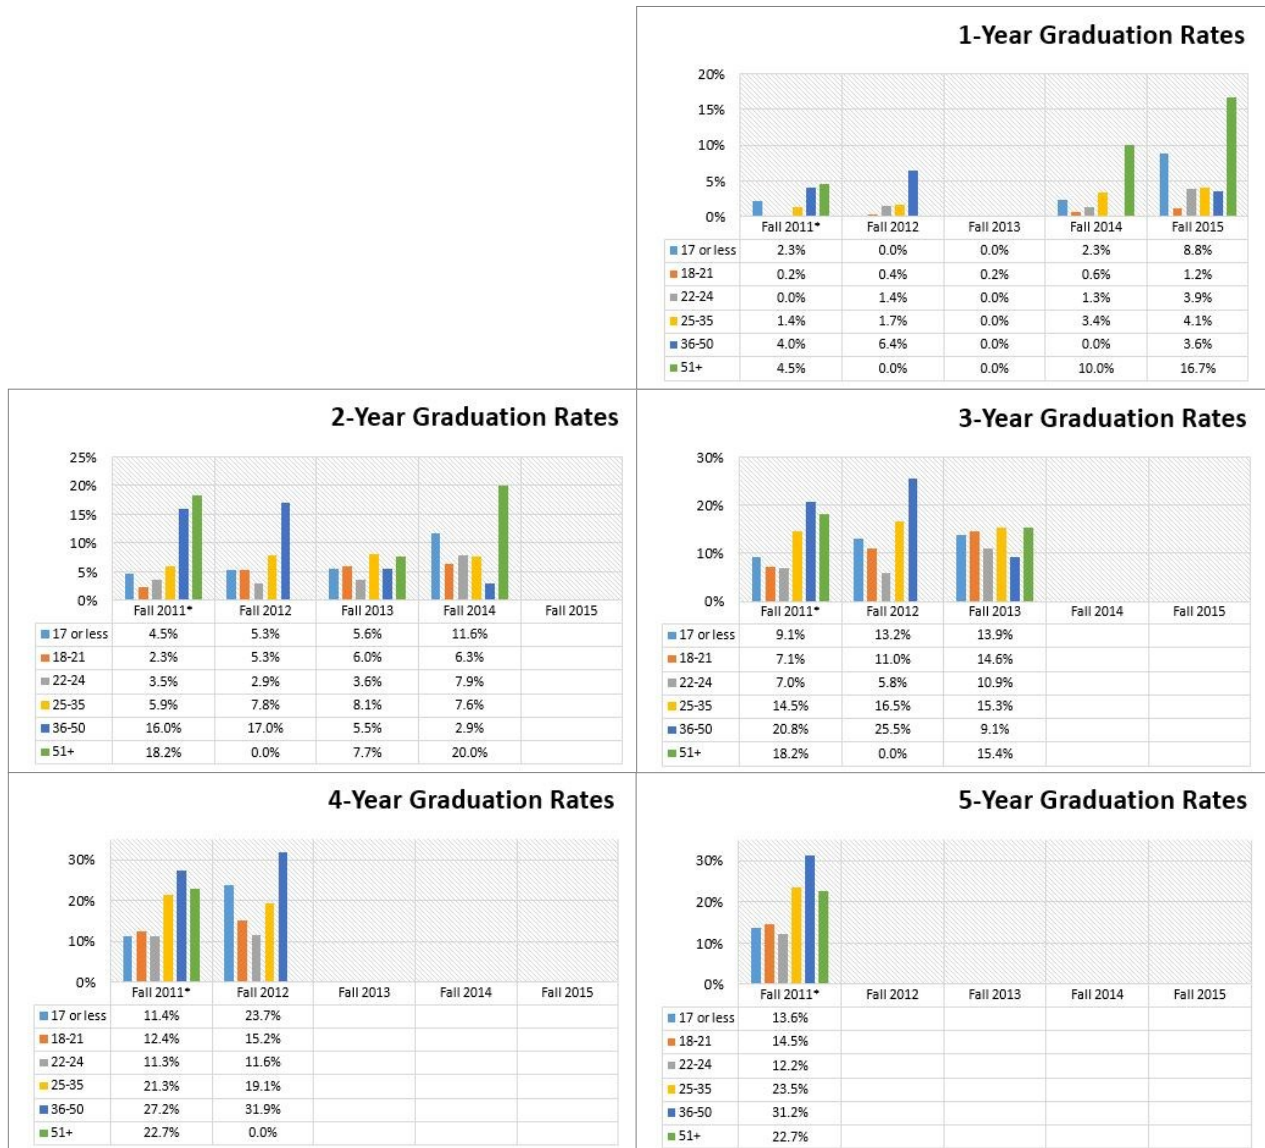 1-Year Graduation Rates
20%
15%
10%
5%
0%
Fall 2011* Fall 2012 Fall 2013 Fall 2014 Fall 2015
17 or less 2.3% 0.0% 0.0% 2.3% 8.8%
18-21 0.2% 0.4% 0.2% 0.6% 1.2%
22-24 0.0% 1.4% 0.0% 1.3% 3.9%
25-35 1.4% 1.7% 0.0% 3.4% 4.1%
36-50 4.0% 6.4% 0.0% 0.0% 3.6%
51+ 4.5% 0.0% 0.0% 10.0% 16.7%
2-Year Graduation Rates
25%
20%
15%
10%
5%
0%
Fall 2011* Fall 2012 Fall 2013 Fall 2014 Fall 2015
17 or less 4.5% 5.3% 5.6% 11.6%
18-21 2.3% 5.3% 6.0% 6.3%
22-24 3.5% 2.9% 3.6% 7.9%
25-35 5.9% 7.8% 8.1% 7.6%
36-50 16.0% 17.0% 5.5% 2.9%
51+ 18.2% 0.0% 7.7% 20.0%
3-Year Graduation Rates
30%
20%
10%
0%
Fall 2011* Fall 2012 Fall 2013 Fall 2014 Fall 2015
17 or less 9.1% 13.2% 13.9%
18-21 7.1% 11.0% 14.6%
22-24 7.0% 5.8% 10.9%
25-35 14.5% 16.5% 15.3%
36-50 20.8% 25.5% 9.1%
51+ 18.2% 0.0% 15.4%
4-Year Graduation Rates
30%
20%
10%
0%
Fall 2011* Fall 2012 Fall 2013 Fall 2014 Fall 2015
17 or less 11.4% 23.7%
18-21 12.4% 15.2%
22-24 11.3% 11.6%
25-35 21.3% 19.1%
36-50 27.2% 31.9%
51+ 22.7% 0.0%
5-Year Graduation Rates
30%
20%
10%
0%
Fall 2011* Fall 2012 Fall 2013 Fall 2014 Fall 2015
17 or less 13.6%
18-21 14.5%
22-24 12.2%
25-35 23.5%
36-50 31.2%
51+ 22.7%